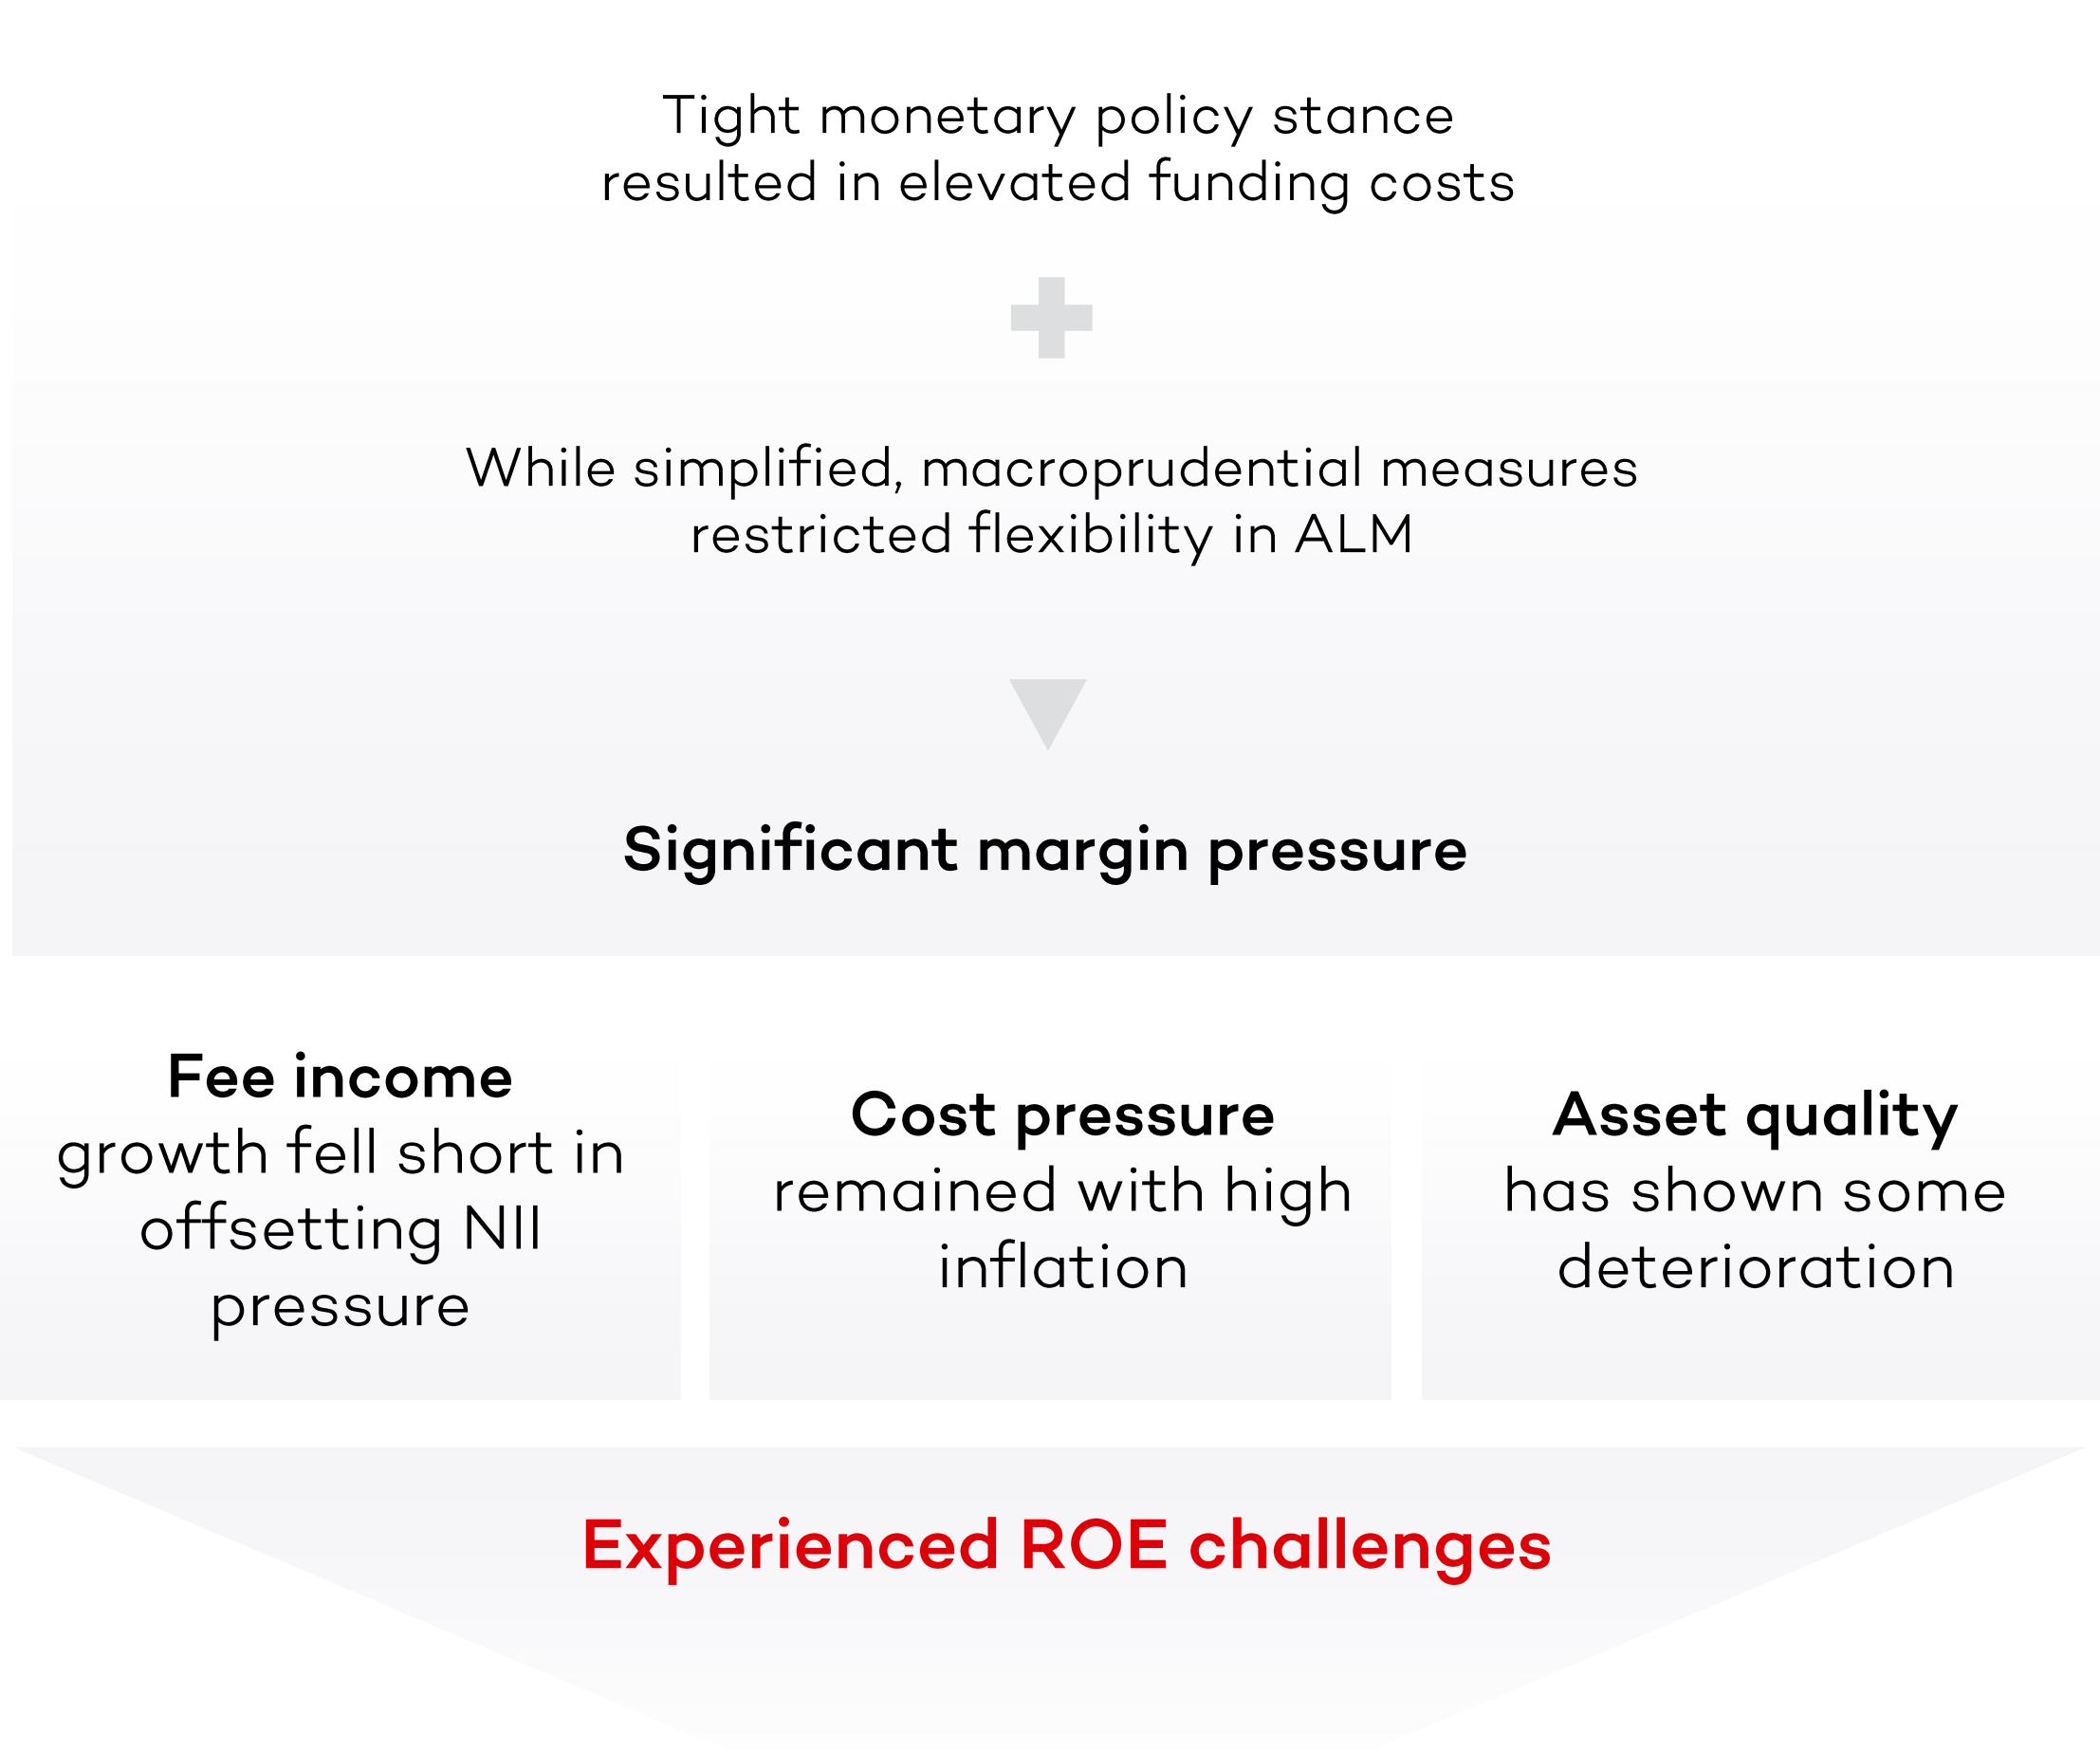 Tight monetary policy stance
resulted in elevated funding costs
While simplified, macroprudential measures
restricted flexibility in ALM
Significant margin pressure
Fee income
growth fell short in
offsetting NII
pressure
Cost pressure
remained with high
inflation
Asset quality
has shown some
deterioration
Experienced ROE challenges